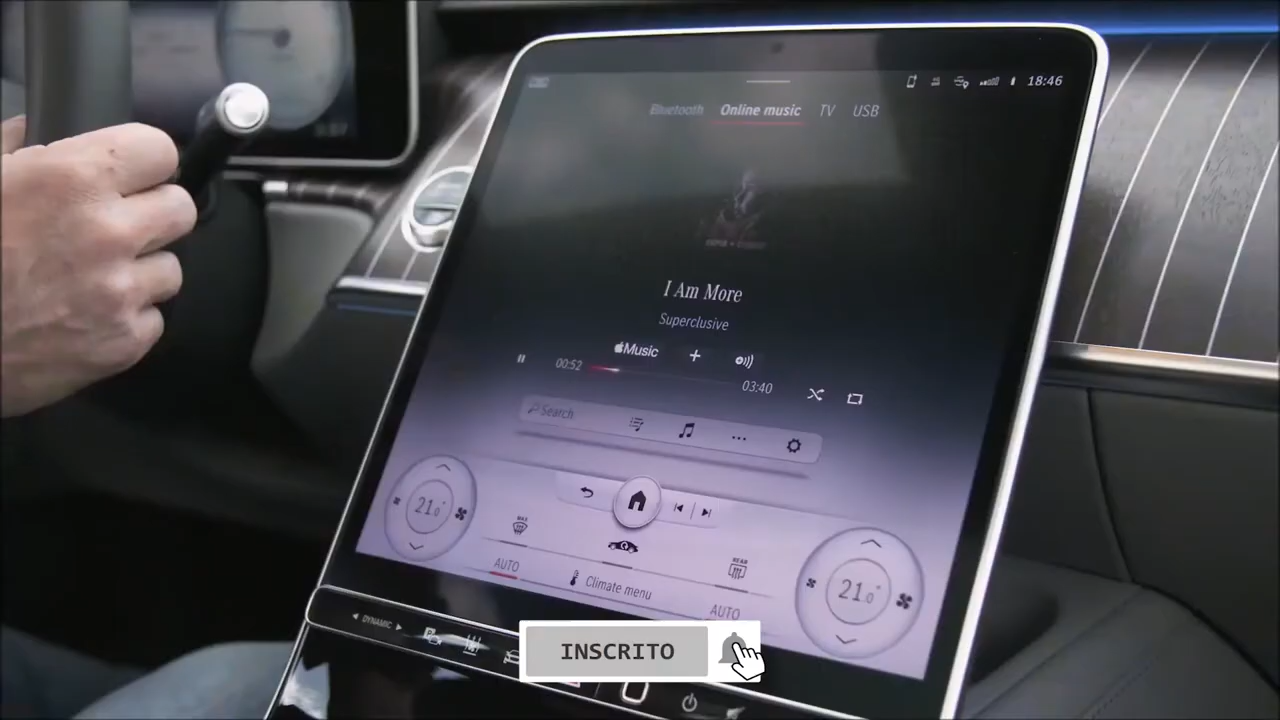 18:46
Bluetooth Online music TV USB
I Am More
Superclusive
Music
00:52
03:40
Search
21.0
MAX
REAR
AUTO
Climate menu
AUTO
21.0
DYNAMIC
INSCRITO